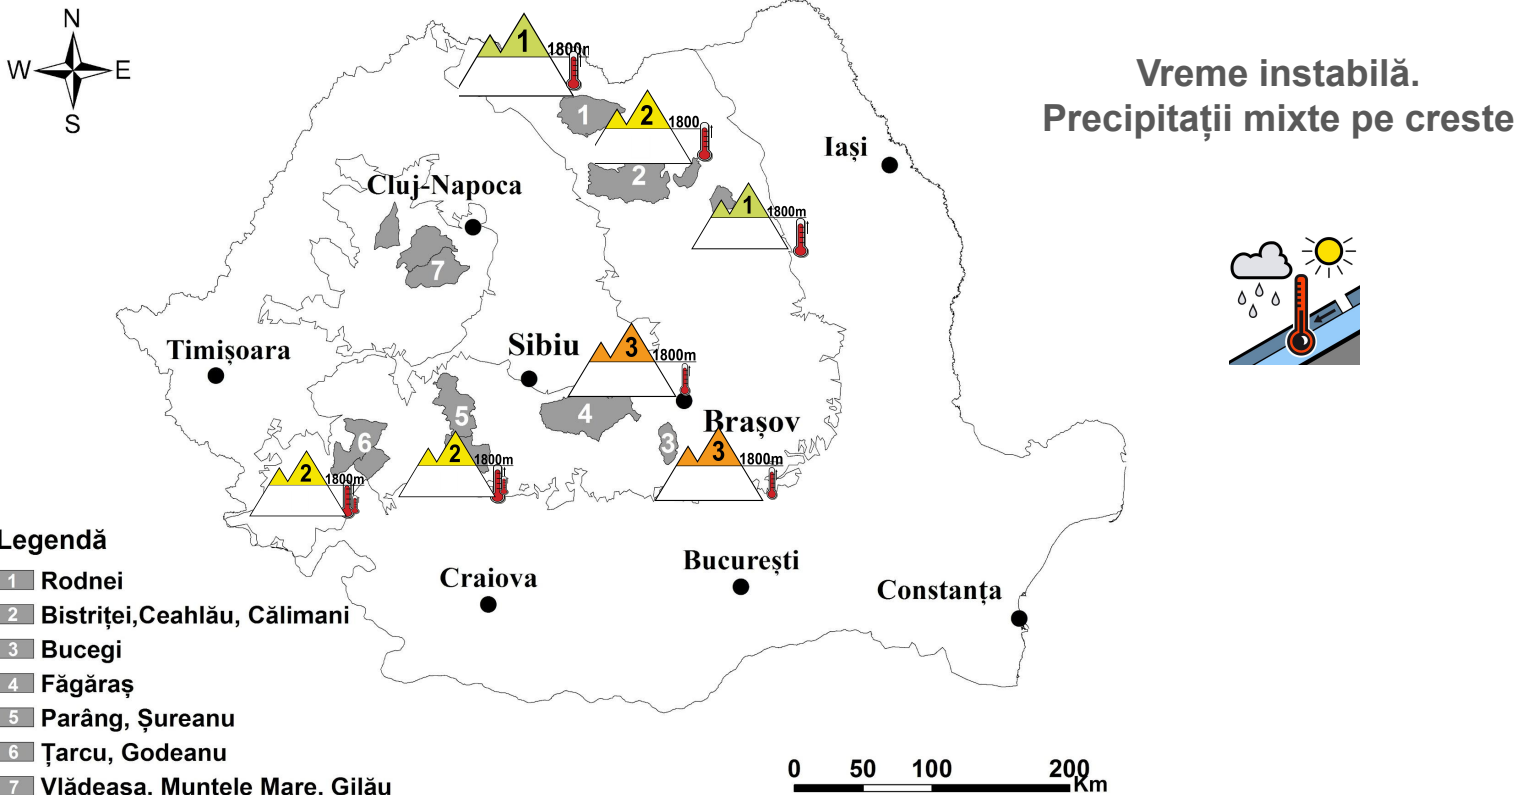 N
W E
S
Vreme instabilă.
Precipitații mixte pe creste
1
1800m
1
2
1800
2
1
1800m
Iași
Cluj-Napoca
7
Timișoara
Sibiu
3
1800m
4
5
6
Brașov
3
3
1800m
2
1800m
2
1800m
Legendă
1 Rodnei
2 Bistriței,Ceahlău, Călimani
3 Bucegi
4 Făgăraș
5 Parâng, Șureanu
6 Țarcu, Godeanu
7 Vlădeasa, Muntele Mare, Gilău
Craiova
București
Constanța
0 50 100 200
Km